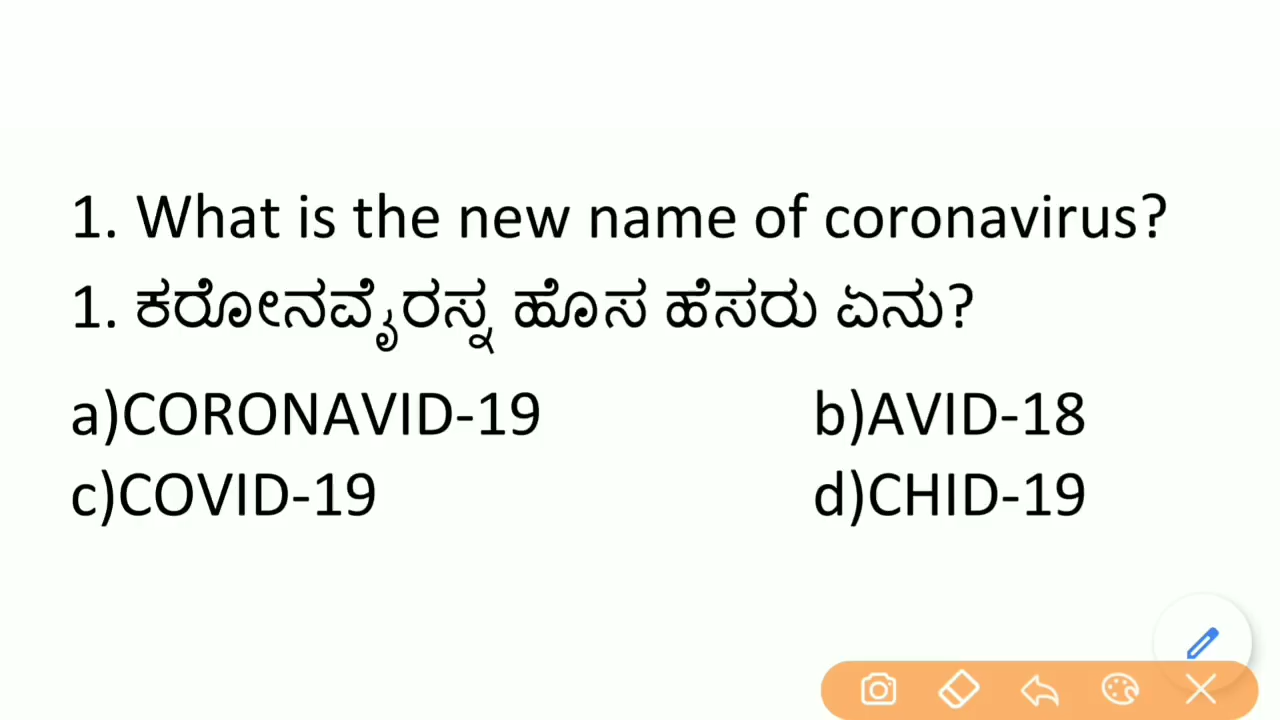 1. What is the new name of coronavirus?
1. ಕರೋನವೈರಸ್ನ ಹೊಸ ಹೆಸರು ಏನು?
a)CORONAVID-19 b)AVID-18
c)COVID-19 d)CHID-19